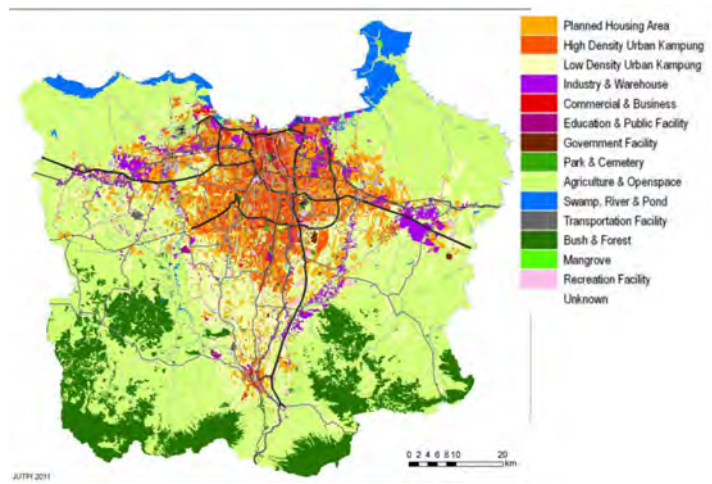 Planned Housing Area
High Density Urban Kampung
Low Density Urban Kampung
Industry & Warehouse
Commercial & Business
Education & Public Facility
Government Facility
Park & Cemetery
Agriculture & Openspace
Swamp, River & Pond
Transportation Facility
Bush & Forest
Mangrove
Recreation Facility
Unknown
0 2 4 6 8 10 20
km
JUTPI 2011